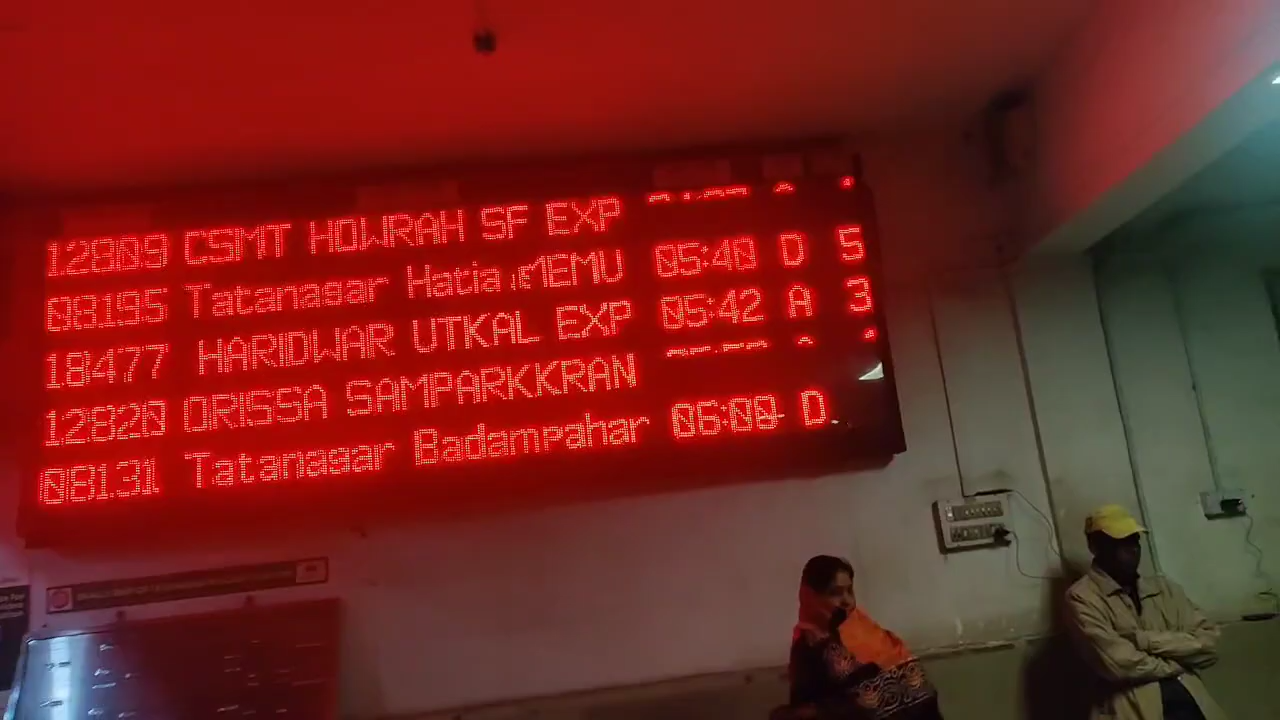 12809 CSMT HOWRAH SF EXP
08195 Tatanagar Hatia MEMU 05:40 D 5
18477 HARIDWAR UTKAL EXP 05:42 A 3
12820 ORISSA SAMPARKKRAN
08131 Tatanagar Badampahar 06:00 D